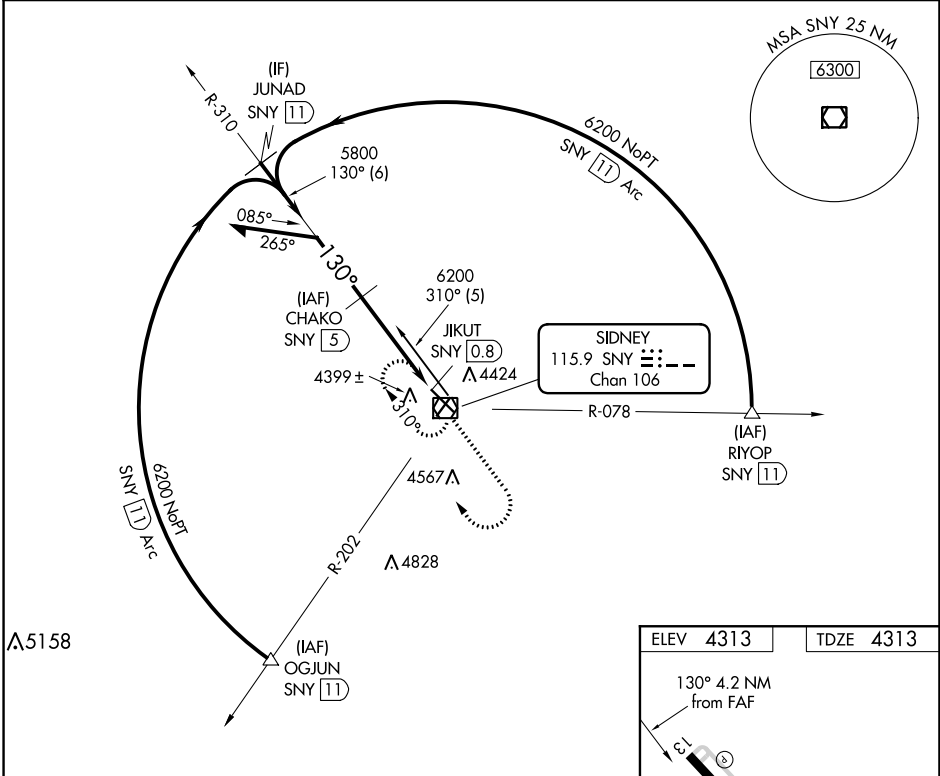 MSA SNY 25 NM
6300
(IF)
JUNAD
SNY 11
R-310
5800
130° (6)
6200 NoPT
SNY 11 Arc
085°
265°
130°
(IAF)
CHAKO
SNY 5
6200
310° (5)
JIKUT
SNY 0.8
4424
4399 ±
310°
SIDNEY
115.9 SNY
Chan 106
R-078
(IAF)
RIYOP
SNY 11
4567
6200 NoPT
SNY 11 Arc
R-202
4828
5158
(IAF)
OGJUN
SNY 11
ELEV 4313
TDZE 4313
130° 4.2 NM
from FAF
13
P